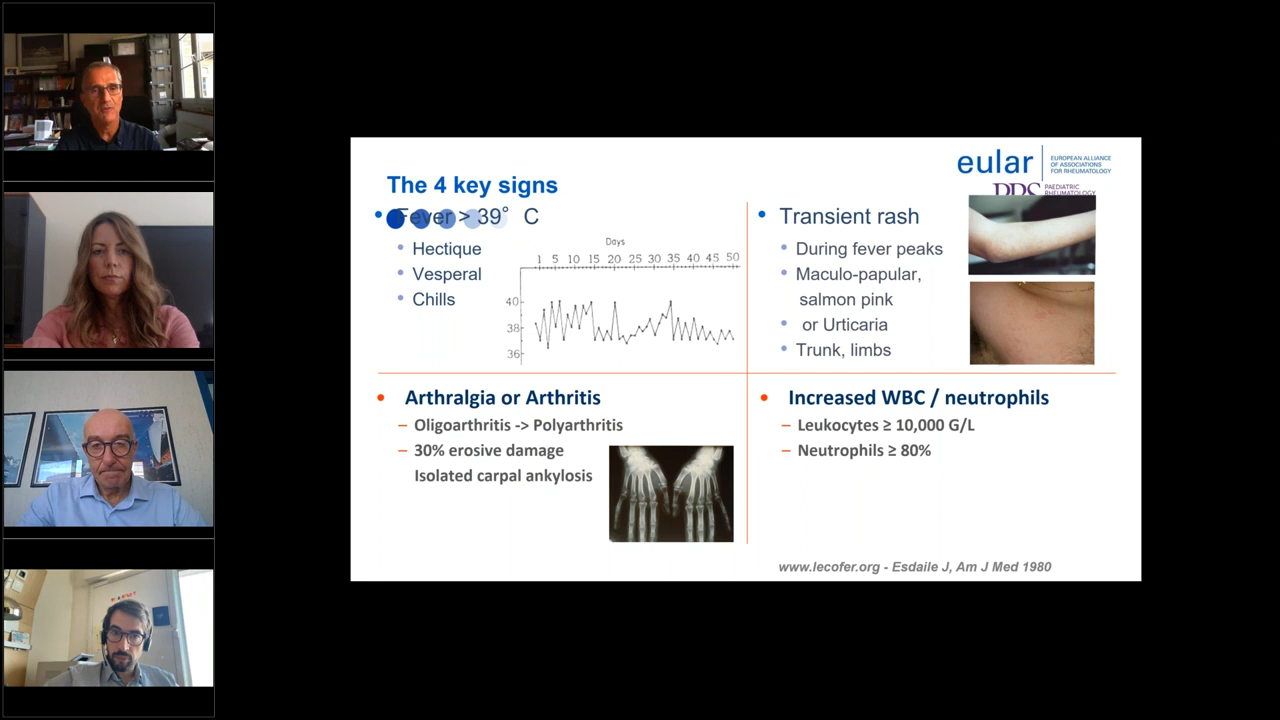 eular
EUROPEAN ALLIANCE
OF ASSOCIATIONS
FOR RHEUMATOLOGY
PAEDIATRIC
RHEUMATOLOGY
The 4 key signs
• Fever > 39° C
• Hectique
• Vesperal
• Chills
Days
1 5 10 15 20 25 30 35 40 45 50
40
38
36
• Transient rash
• During fever peaks
• Maculo-papular,
salmon pink
• or Urticaria
• Trunk, limbs
• Arthralgia or Arthritis
– Oligoarthritis -> Polyarthritis
– 30% erosive damage
Isolated carpal ankylosis
• Increased WBC / neutrophils
– Leukocytes ≥ 10,000 G/L
– Neutrophils ≥ 80%
www.lecofer.org - Esdaile J, Am J Med 1980